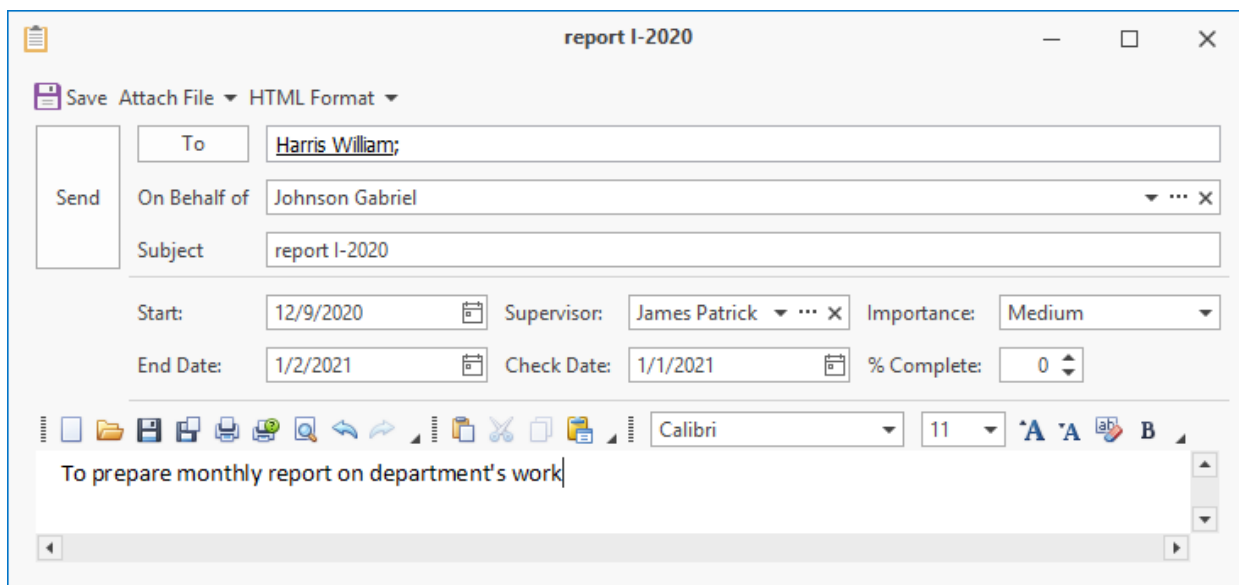 report I-2020
Save Attach File HTML Format
To Harris William;
Send On Behalf of Johnson Gabriel
Subject report I-2020
Start: 12/9/2020 Supervisor: James Patrick Importance: Medium
End Date: 1/2/2021 Check Date: 1/1/2021 % Complete: 0
Calibri 11 A A ab B
To prepare monthly report on department's work